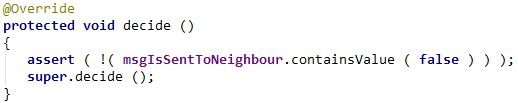 @Override
protected void decide ()
{
    assert ( !( msgIsSentToNeighbour.containsValue ( false ) ) );
    super.decide ();
}